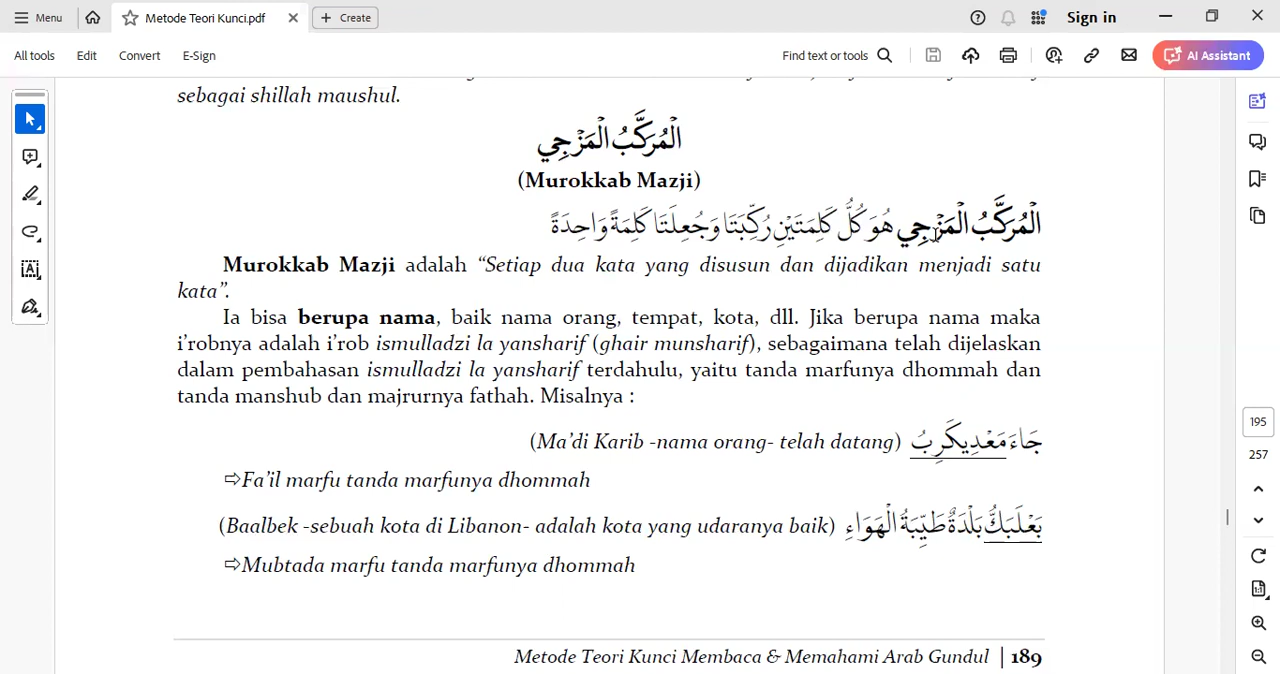 Menu
Metode Teori Kunci.pdf
Create
Sign in
All tools Edit Convert E-Sign
Find text or tools
AI Assistant
sebagai shillah maushul.
الْمُرَكَّبُ الْمَزْجِي
(Murokkab Mazji)
الْمُرَكَّبُ الْمَزْجِي هُوَ كُلُّ كَلِمَتَيْنِ رُكِّبَتَا وَجُعِلَتَا كَلِمَةً وَاحِدَةً
Murokkab Mazji adalah “Setiap dua kata yang disusun dan dijadikan menjadi satu
kata”.
Ia bisa berupa nama, baik nama orang, tempat, kota, dll. Jika berupa nama maka
i’robnya adalah i’rob ismulladzi la yansharif (ghair munsharif), sebagaimana telah dijelaskan
dalam pembahasan ismulladzi la yansharif terdahulu, yaitu tanda marfunya dhommah dan
tanda manshub dan majrurnya fathah. Misalnya :
جَاءَ مَعْدِيكَرِبُ (Ma’di Karib -nama orang- telah datang)
⇨Fa’il marfu tanda marfunya dhommah
بَعْلَبَكُّ بَلْدَةٌ طَيِّبَةُ الْهَوَاءِ (Baalbek -sebuah kota di Libanon- adalah kota yang udaranya baik)
⇨Mubtada marfu tanda marfunya dhommah
Metode Teori Kunci Membaca & Memahami Arab Gundul | 189
195
257